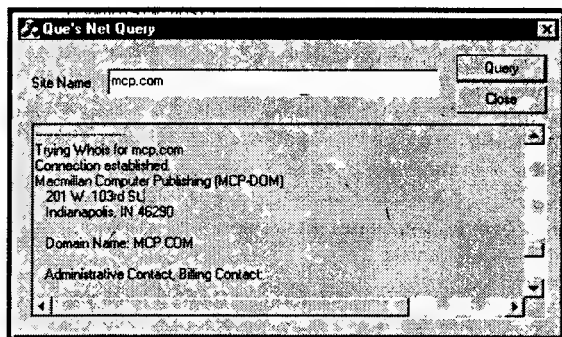 Que's Net Query
Site Name: mcp.com
Query
Close
Trying Whois for mcp.com
Connection established
Macmillan Computer Publishing (MCP-DOM)
201 W. 103rd St.
Indianapolis, IN 46290
Domain Name: MCP.COM
Administrative Contact, Billing Contact: